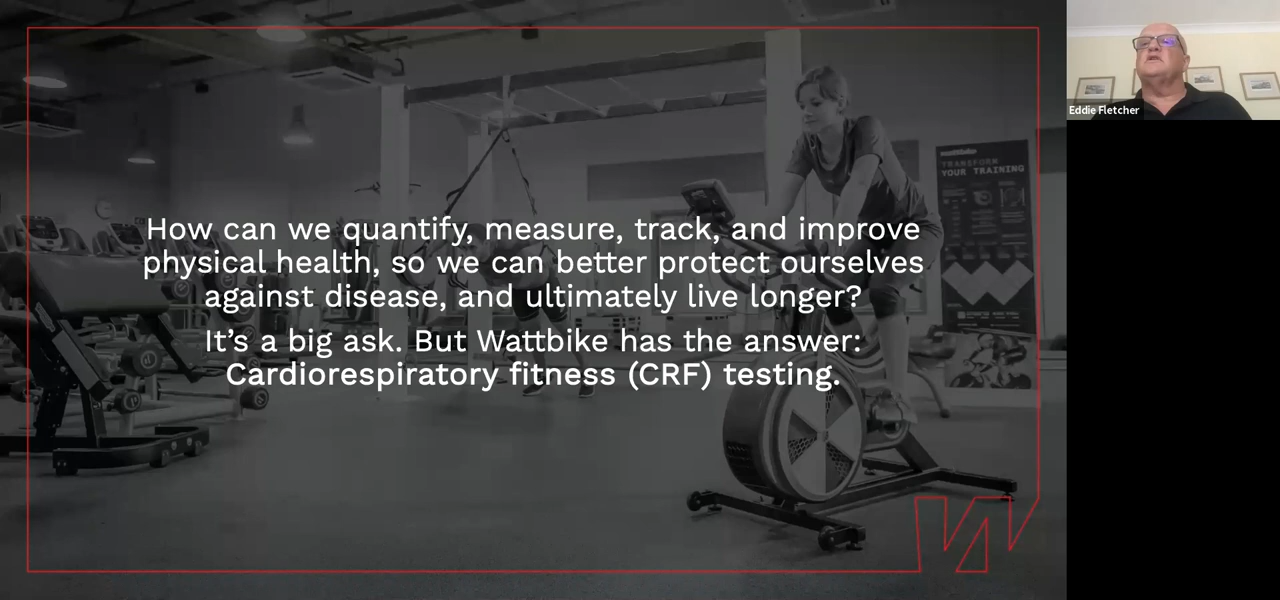 How can we quantify, measure, track, and improve
physical health, so we can better protect ourselves
against disease, and ultimately live longer?
It’s a big ask. But Wattbike has the answer:
Cardiorespiratory fitness (CRF) testing.
TRANSFORM
YOUR TRAINING
Eddie Fletcher